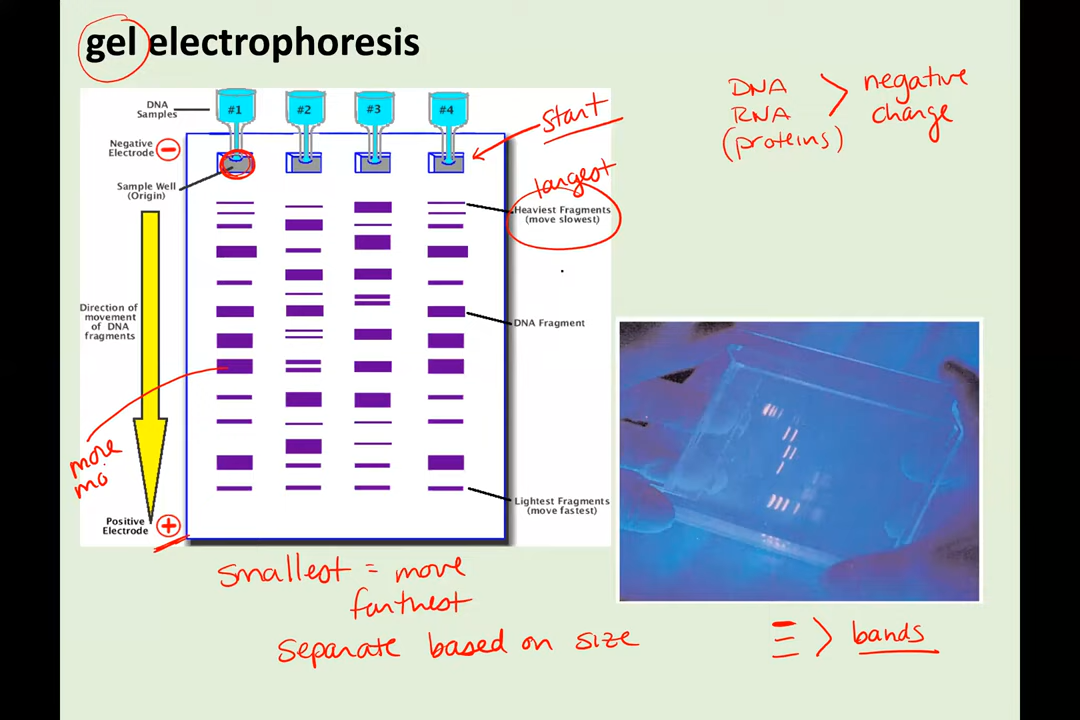 gel electrophoresis
DNA
Samples
#1
#2
#3
#4
Negative
Electrode
Sample Well
(Origin)
Direction of
movement
of DNA
fragments
Positive
Electrode
start
largest
Heaviest Fragments
(move slowest)
DNA Fragment
Lightest Fragments
(move fastest)
more
mo
smallest = move
farthest
separate based on size
DNA
RNA
(proteins)
negative
charge
bands